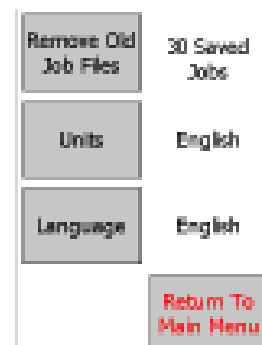 Remove Old
Job Files
30 Saved
Jobs
Units
English
Language
English
Return To
Main Menu